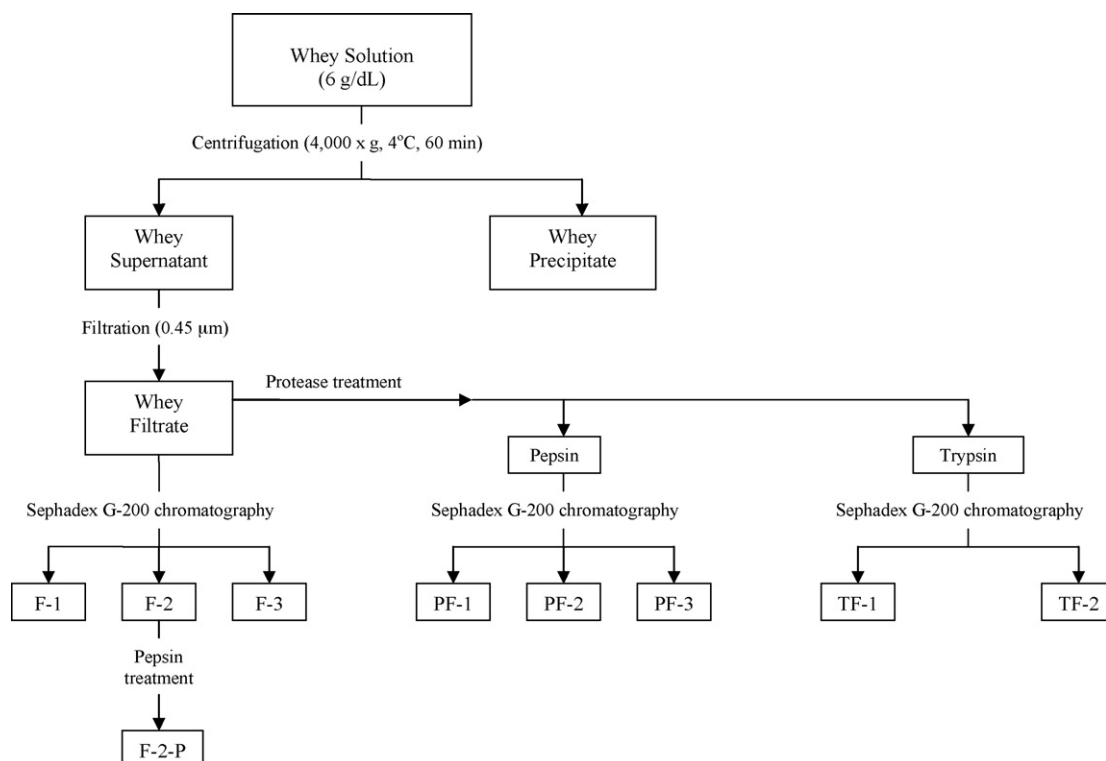 Whey Solution
(6 g/dL)
Centrifugation (4,000 x g, 4°C, 60 min)
Whey
Supernatant
Whey
Precipitate
Filtration (0.45 μm)
Whey
Filtrate
Protease treatment
Pepsin
Trypsin
Sephadex G-200 chromatography
Sephadex G-200 chromatography
Sephadex G-200 chromatography
F-1
F-2
F-3
PF-1
PF-2
PF-3
TF-1
TF-2
Pepsin
treatment
F-2-P